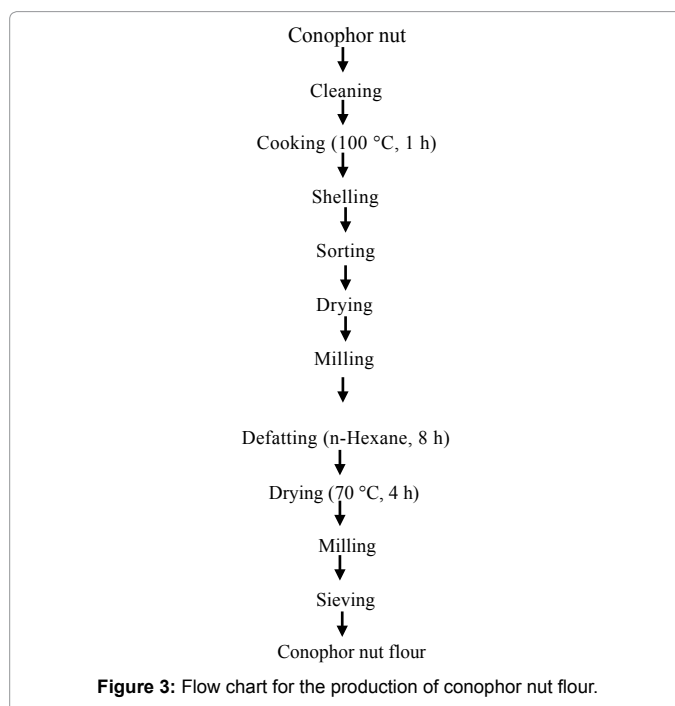 Conophor nut
Cleaning
Cooking (100 °C, 1 h)
Shelling
Sorting
Drying
Milling
Defatting (n-Hexane, 8 h)
Drying (70 °C, 4 h)
Milling
Sieving
Conophor nut flour
Figure 3: Flow chart for the production of conophor nut flour.